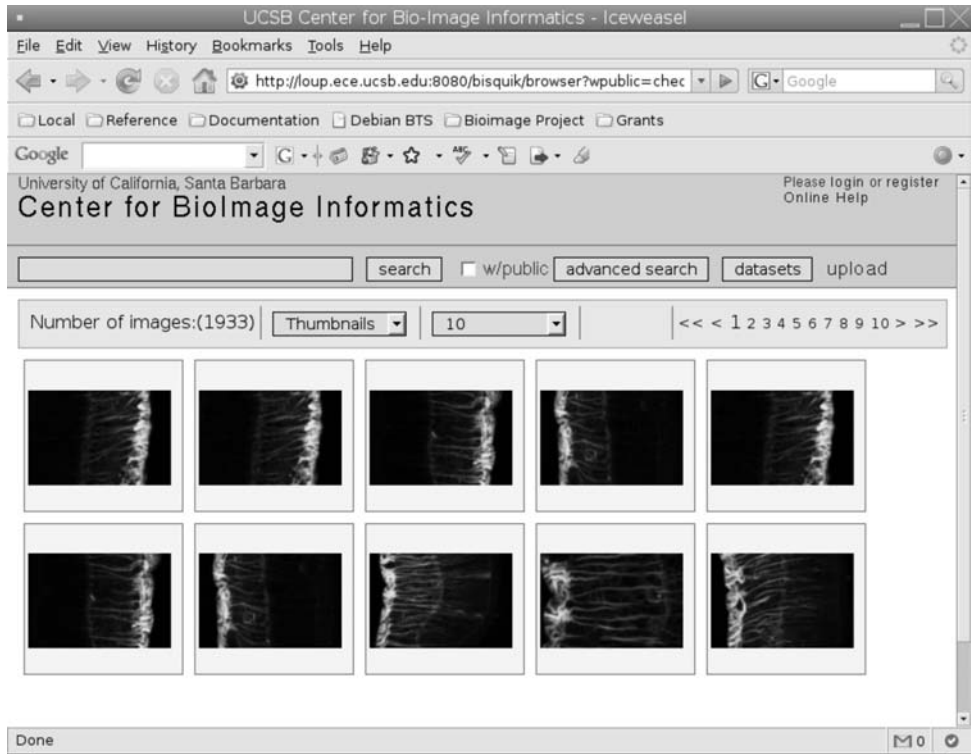 UCSB Center for Bio-Image Informatics - Iceweasel
File Edit View History Bookmarks Tools Help
http://loup.ece.ucsb.edu:8080/bisquik/browser?wpublic=chec G Google
Local Reference Documentation Debian BTS Bioimage Project Grants
Google G ABC
University of California, Santa Barbara
Please login or register
Center for BioImage Informatics
Online Help
search w/public advanced search datasets upload
Number of images:(1933) Thumbnails 10 << < 1 2 3 4 5 6 7 8 9 10 > >>
Done 0